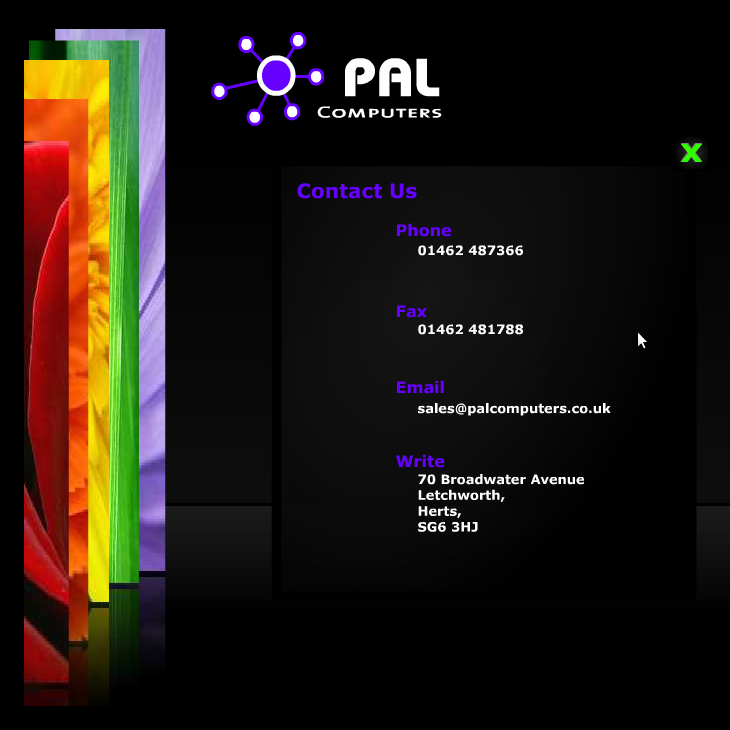 PAL
COMPUTERS
X
Contact Us
Phone
01462 487366
Fax
01462 481788
Email
sales@palcomputers.co.uk
Write
70 Broadwater Avenue
Letchworth,
Herts,
SG6 3HJ